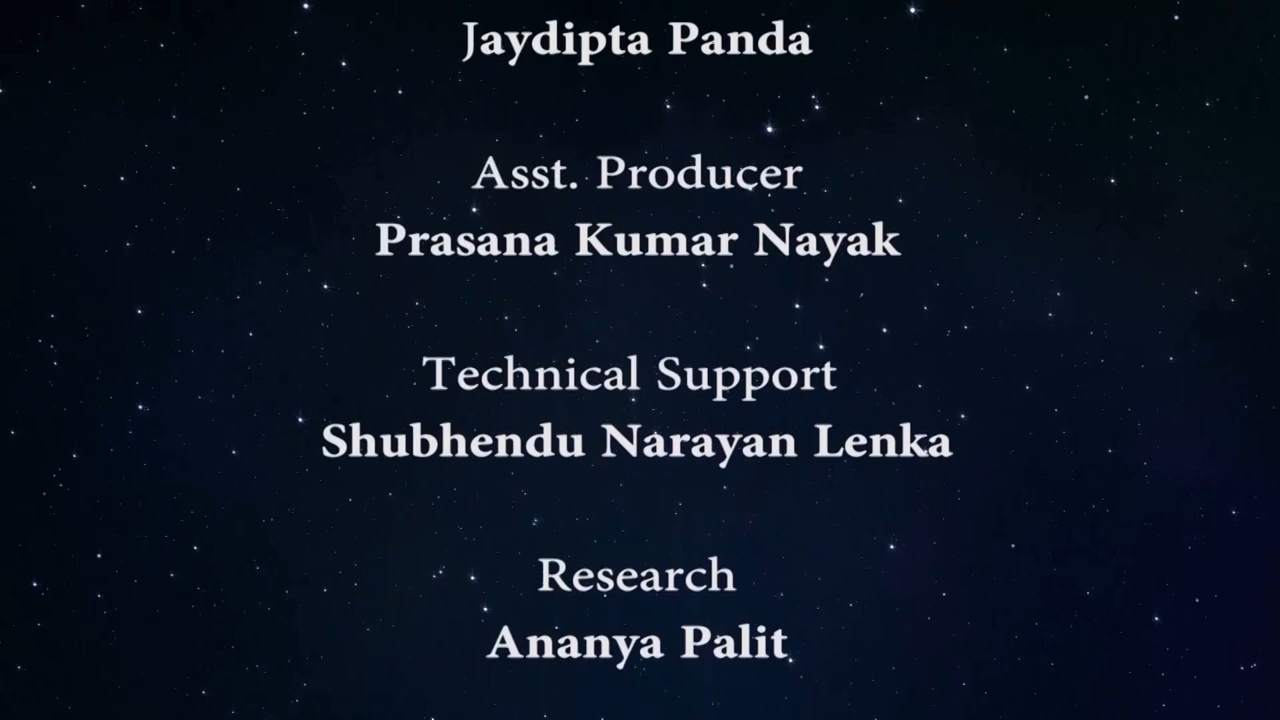 Jaydipta Panda
Asst. Producer
Prasana Kumar Nayak
Technical Support
Shubhendu Narayan Lenka
Research
Ananya Palit